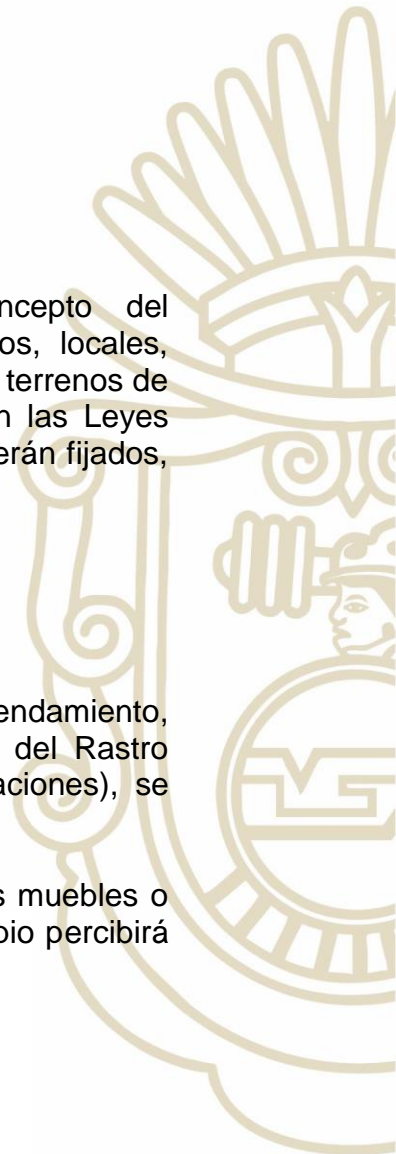 ncepto del
os, locales,
terrenos de
n las Leyes
erán fijados,
endamiento,
del Rastro
aciones), se
s muebles o
pio percibirá